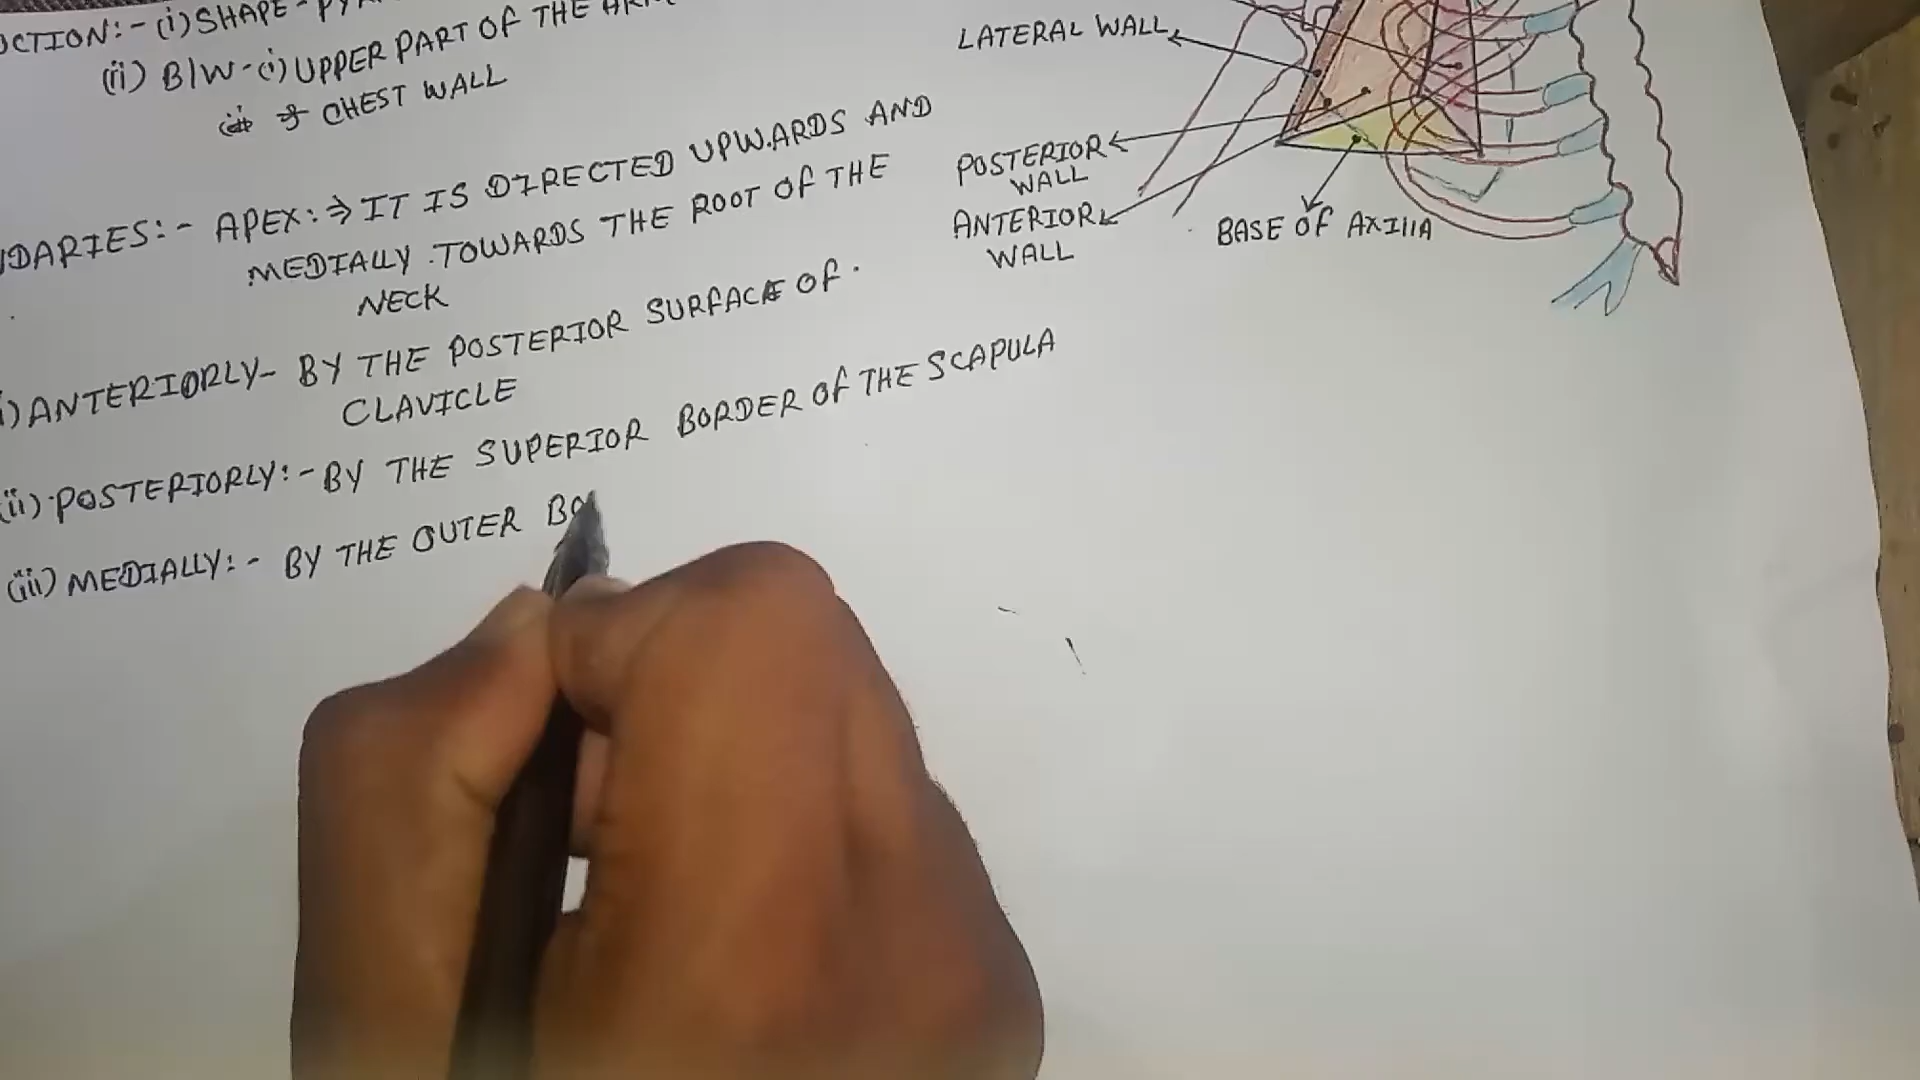 CTION:- (i) SHAPE-
(ii) B/W-(i) UPPER PART OF THE
CHEST WALL
DARIES:- APEX:⇒ IT IS DIRECTED UPWARDS AND
MEDIALLY TOWARDS THE ROOT OF THE
NECK
i) ANTERIORLY- BY THE POSTERIOR SURFACE OF
CLAVICLE
(ii) POSTERIORLY:- BY THE SUPERIOR BORDER OF THE SCAPULA
(iii) MEDIALLY:- BY THE OUTER BO
LATERAL WALL
POSTERIOR
WALL
ANTERIOR
WALL
BASE OF AXIllA